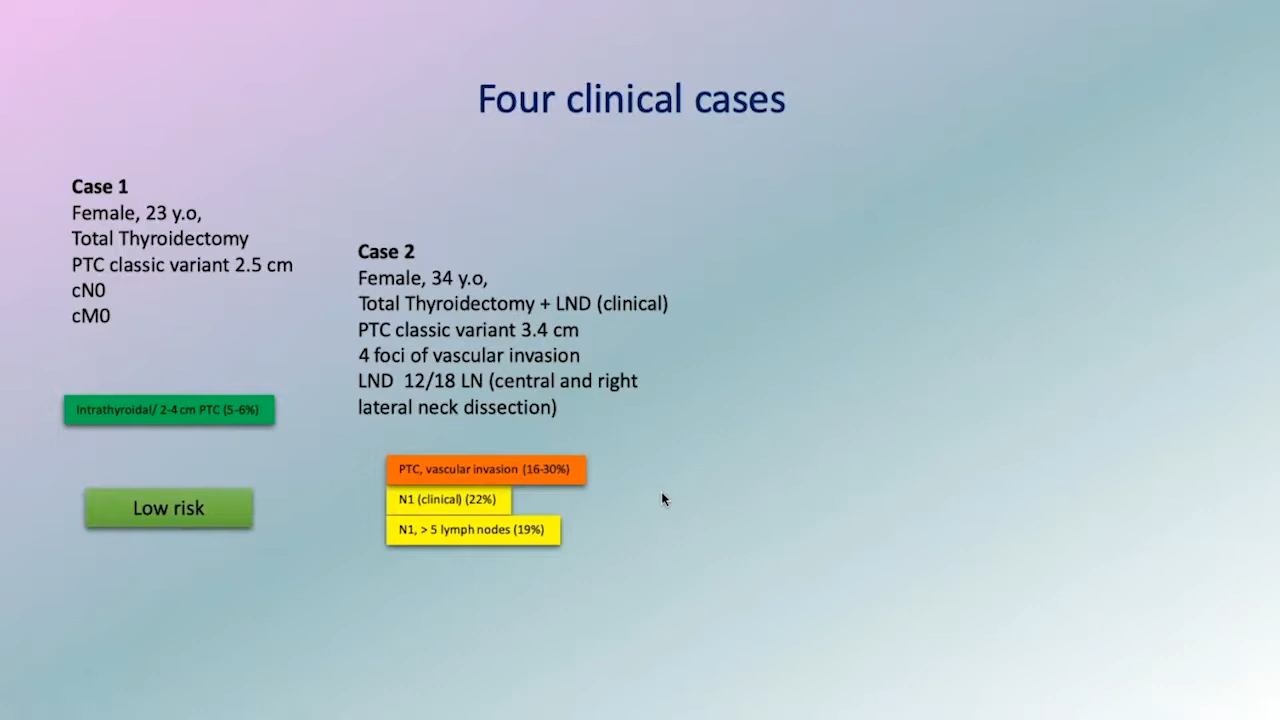 Four clinical cases
Case 1
Female, 23 y.o,
Total Thyroidectomy
PTC classic variant 2.5 cm
cN0
cM0
Intrathyroidal/ 2-4 cm PTC (5-6%)
Low risk
Case 2
Female, 34 y.o,
Total Thyroidectomy + LND (clinical)
PTC classic variant 3.4 cm
4 foci of vascular invasion
LND 12/18 LN (central and right
lateral neck dissection)
PTC, vascular invasion (16-30%)
N1 (clinical) (22%)
N1, > 5 lymph nodes (19%)